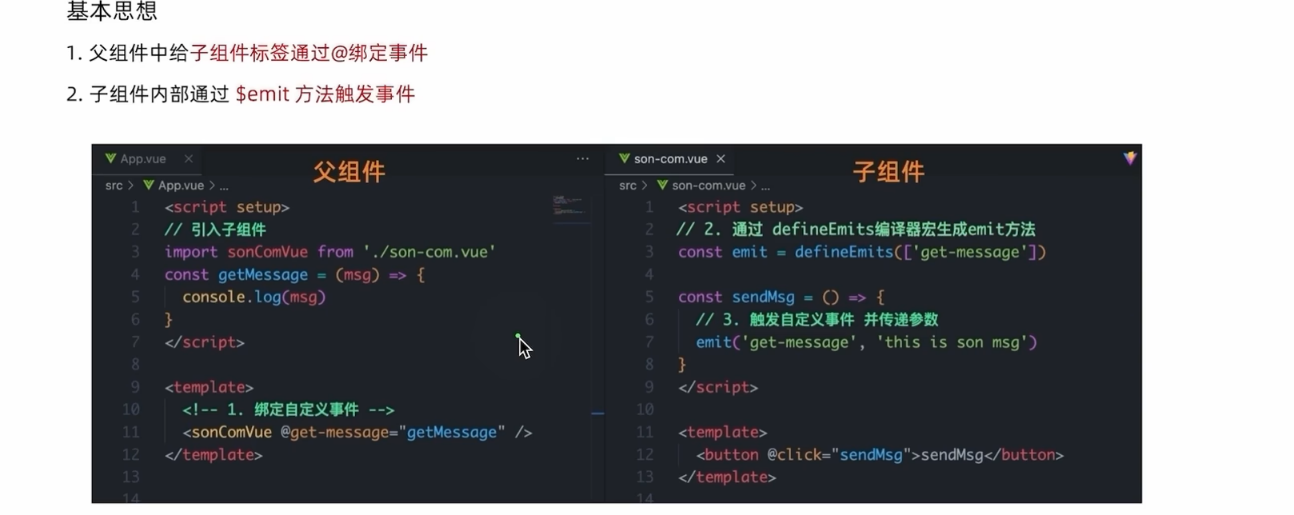 基本思想
1. 父组件中给子组件标签通过@绑定事件
2. 子组件内部通过 $emit 方法触发事件
App.vue ×
父组件
...
src > App.vue > ...
1 <script setup>
2 // 引入子组件
3 import sonComVue from './son-com.vue'
4 const getMessage = (msg) => {
5 console.log(msg)
6 }
7 </script>
8
9 <template>
10 <!-- 1. 绑定自定义事件 -->
11 <sonComVue @get-message="getMessage" />
12 </template>
13
14
son-com.vue ×
子组件
src > son-com.vue > ...
1 <script setup>
2 // 2. 通过 defineEmits编译器宏生成emit方法
3 const emit = defineEmits(['get-message'])
4
5 const sendMsg = () => {
6 // 3. 触发自定义事件 并传递参数
7 emit('get-message', 'this is son msg')
8 }
9 </script>
10
11 <template>
12 <button @click="sendMsg">sendMsg</button>
13 </template>
14